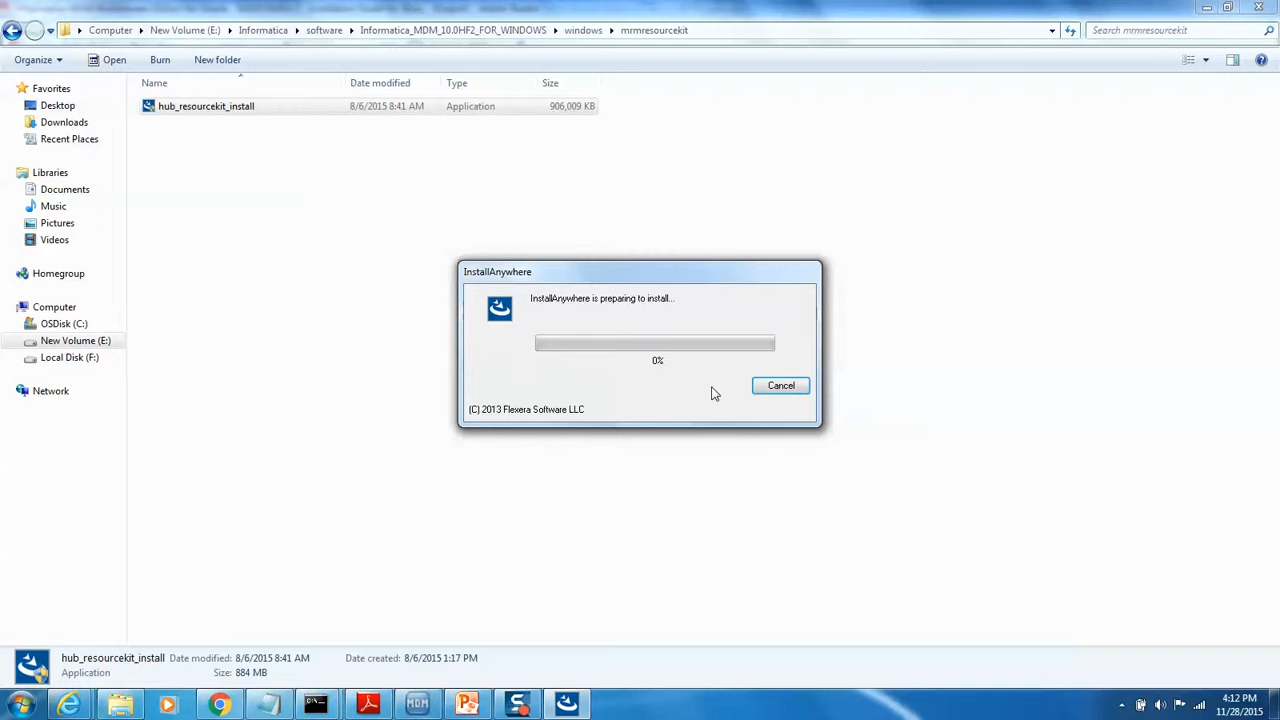 Computer ▸ New Volume (E:) ▸ Informatica ▸ software ▸ Informatica_MDM_10.0HF2_FOR_WINDOWS ▸ windows ▸ mrmresourcekit
Search mrmresourcekit
Organize Open Burn New folder
Name Date modified Type Size
hub_resourcekit_install 8/6/2015 8:41 AM Application 906,009 KB
Favorites
Desktop
Downloads
Recent Places
Libraries
Documents
Music
Pictures
Videos
Homegroup
Computer
OSDisk (C:)
New Volume (E:)
Local Disk (F:)
Network
InstallAnywhere
InstallAnywhere is preparing to install...
0%
Cancel
(C) 2013 Flexera Software LLC
hub_resourcekit_install Date modified: 8/6/2015 8:41 AM Date created: 8/6/2015 1:17 PM
Application Size: 884 MB
MDM
4:12 PM
11/28/2015